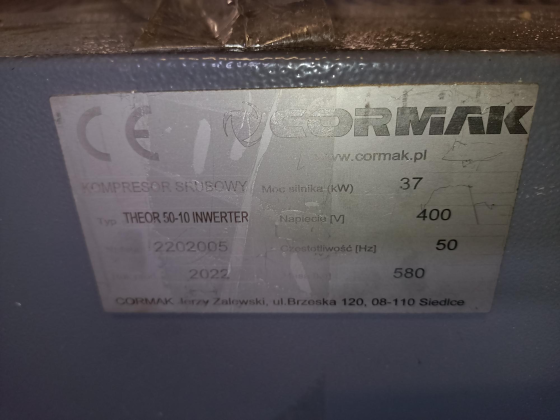 CE CORMAK
www.cormak.pl
KOMPRESOR ŚRUBOWY Moc silnika (kW) 37
Typ THEOR 50-10 INWERTER Napięcie [V] 400
2202005 Częstotliwość [Hz] 50
2022 580
CORMAK Jerzy Zalewski, ul.Brzeska 120, 08-110 Siedlce